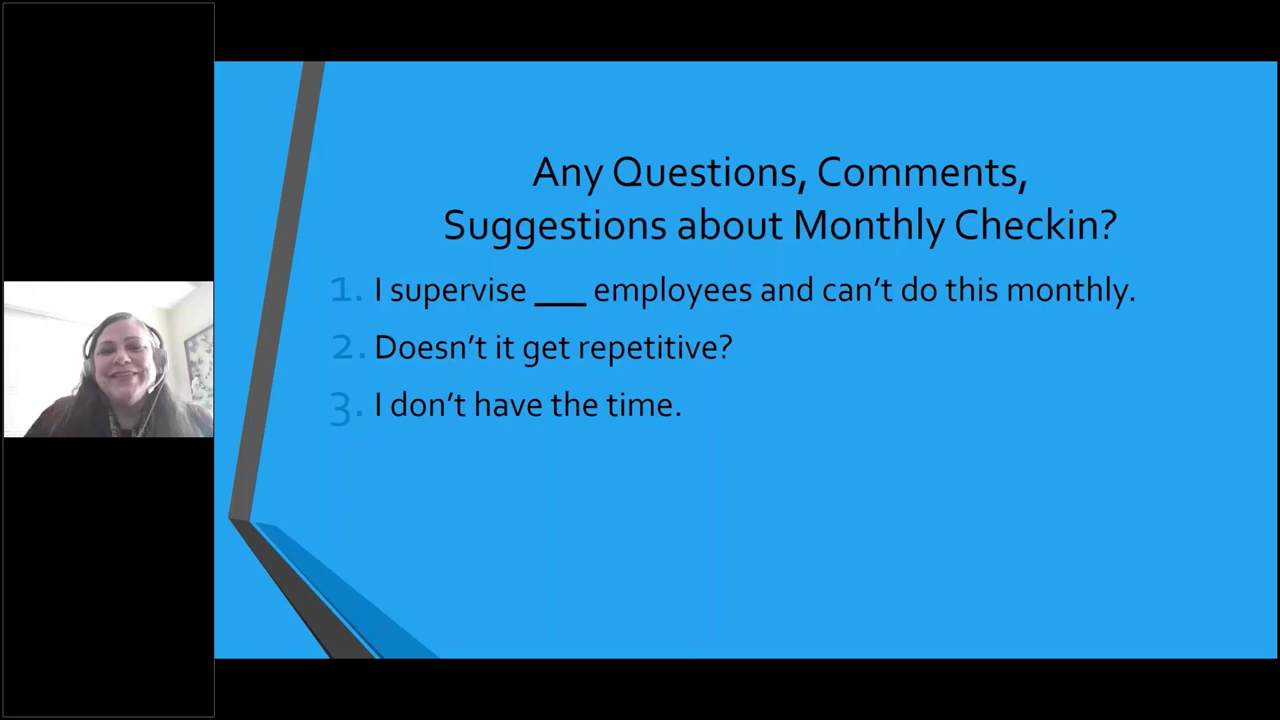 Any Questions, Comments,
Suggestions about Monthly Checkin?
1. I supervise ___ employees and can't do this monthly.
2. Doesn't it get repetitive?
3. I don't have the time.